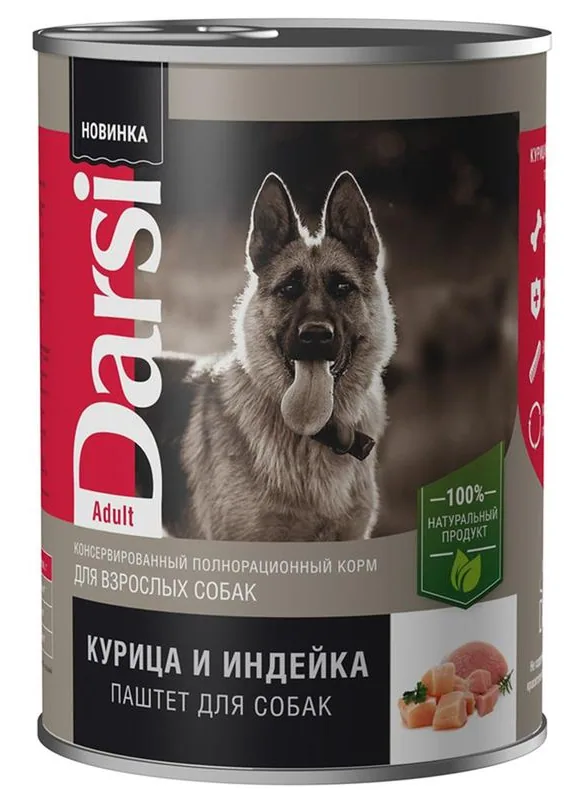 НОВИНКА
Darsi
Adult
100%
НАТУРАЛЬНЫЙ
ПРОДУКТ
КОНСЕРВИРОВАННЫЙ ПОЛНОРАЦИОННЫЙ КОРМ
ДЛЯ ВЗРОСЛЫХ СОБАК
КУРИЦА И ИНДЕЙКА
ПАШТЕТ ДЛЯ СОБАК